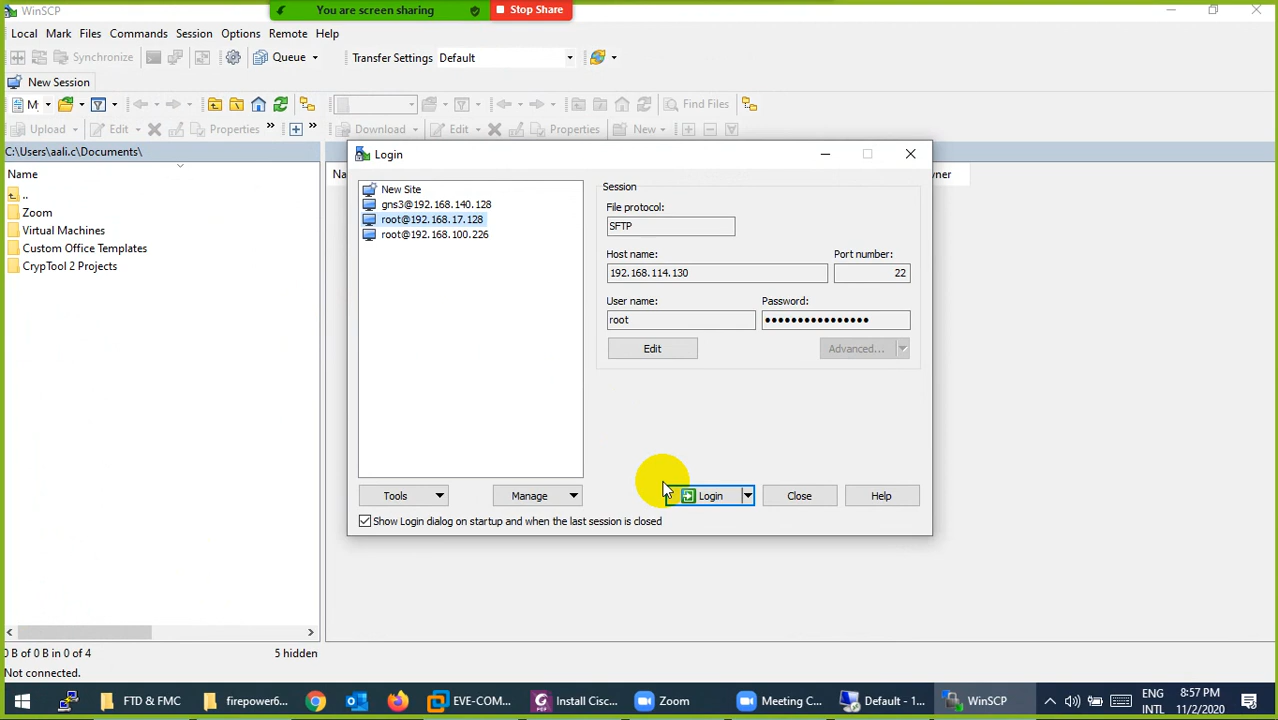 WinSCP
You are screen sharing
Stop Share
Local Mark Files Commands Session Options Remote Help
Synchronize Queue Transfer Settings Default
New Session
My Find Files
Upload Edit Properties Download Edit Properties New
C:\Users\aali.c\Documents\
Name
..
Zoom
Virtual Machines
Custom Office Templates
CrypTool 2 Projects
Login
New Site
gns3@192.168.140.128
root@192.168.17.128
root@192.168.100.226
Session
File protocol:
SFTP
Host name: Port number:
192.168.114.130 22
User name: Password:
root ••••••••••••••••
Edit Advanced...
Tools Manage Login Close Help
Show Login dialog on startup and when the last session is closed
0 B of 0 B in 0 of 4 5 hidden
Not connected.
FTD & FMC firepower6... EVE-COM... Install Cisc... Zoom Meeting C... Default - 1... WinSCP
ENG 8:57 PM
INTL 11/2/2020